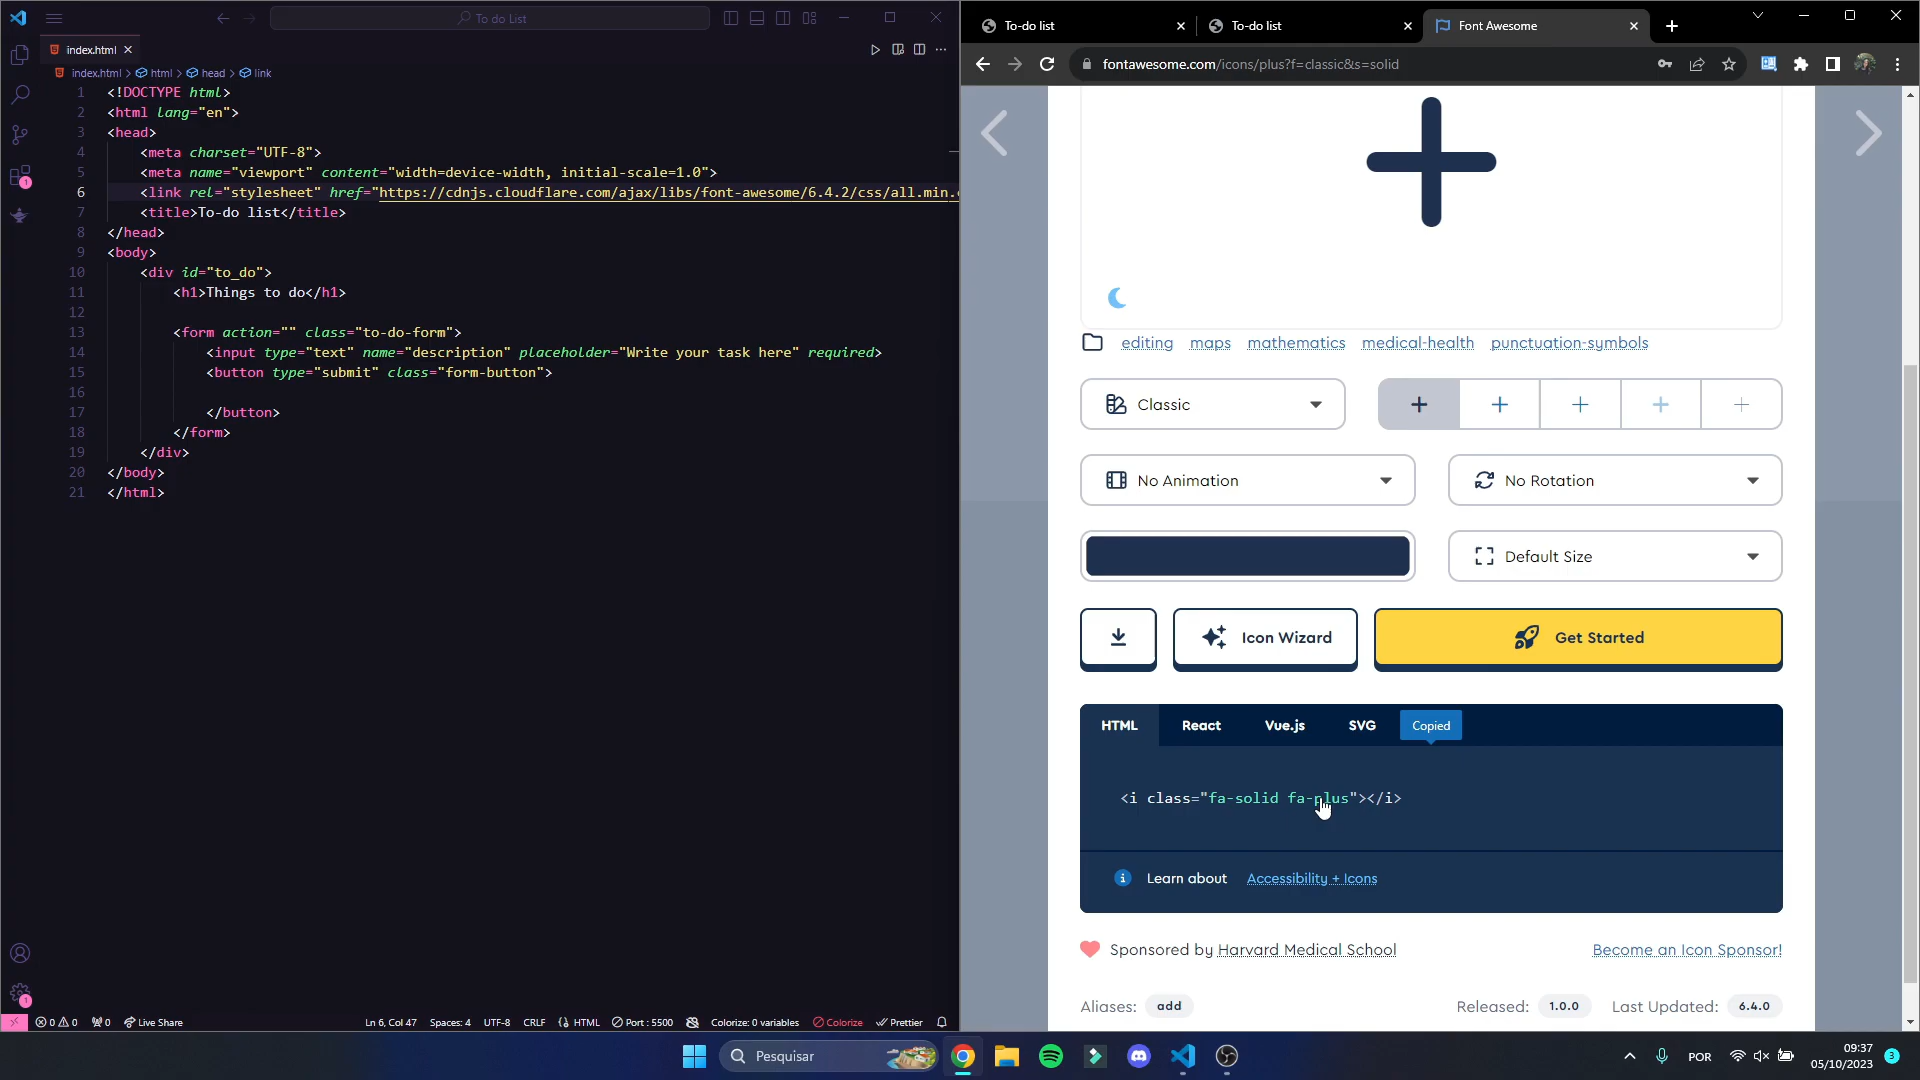 To do List
index.html
index.html > html > head > link
1 <!DOCTYPE html>
2 <html lang="en">
3 <head>
4 <meta charset="UTF-8">
5 <meta name="viewport" content="width=device-width, initial-scale=1.0">
6 <link rel="stylesheet" href="https://cdnjs.cloudflare.com/ajax/libs/font-awesome/6.4.2/css/all.min.c
7 <title>To-do list</title>
8 </head>
9 <body>
10 <div id="to_do">
11 <h1>Things to do</h1>
12
13 <form action="" class="to-do-form">
14 <input type="text" name="description" placeholder="Write your task here" required>
15 <button type="submit" class="form-button">
16
17 </button>
18 </form>
19 </div>
20 </body>
21 </html>
1
1
0 0 0 Live Share Ln 6, Col 47 Spaces: 4 UTF-8 CRLF HTML Port : 5500 Colorize: 0 variables Colorize Prettier
To-do list To-do list Font Awesome
fontawesome.com/icons/plus?f=classic&s=solid
editing maps mathematics medical-health punctuation-symbols
Classic
No Animation No Rotation
Default Size
Icon Wizard Get Started
HTML React Vue.js SVG Copied
<i class="fa-solid fa-plus"></i>
Learn about Accessibility + Icons
Sponsored by Harvard Medical School Become an Icon Sponsor!
Aliases: add Released: 1.0.0 Last Updated: 6.4.0
Pesquisar
POR
09:37
05/10/2023
3